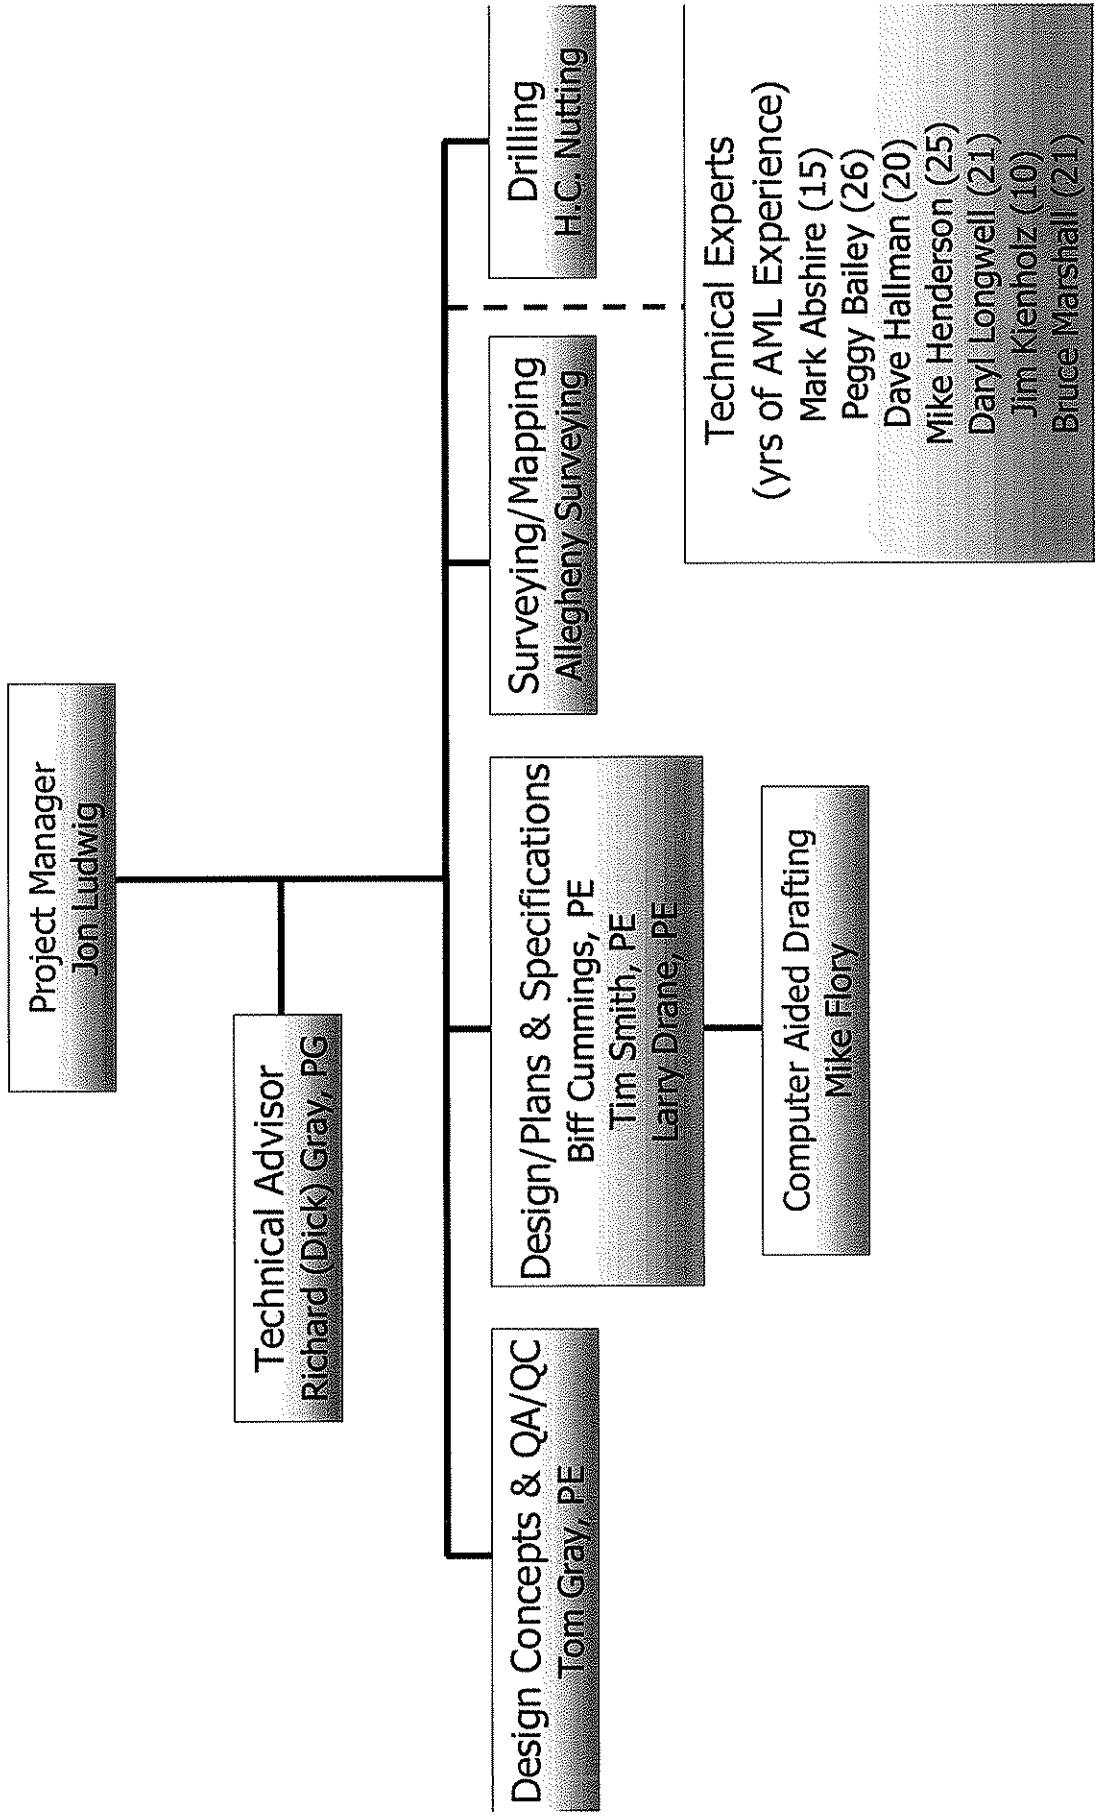 Project Manager
Jon Ludwig
Technical Advisor
Richard (Dick) Gray, PG
Design Concepts & QA/QC
Tom Gray, PE
Design/Plans & Specifications
Biff Cummings, PE
Tim Smith, PE
Larry Drane, PE
Computer Aided Drafting
Mike Flory
Surveying/Mapping
Allegheny Surveying
Drilling
H.C. Nutting
Technical Experts
(yrs of AML Experience)
Mark Abshire (15)
Peggy Bailey (26)
Dave Hallman (20)
Mike Henderson (25)
Daryl Longwell (21)
Jim Kienholz (10)
Bruce Marshall (21)